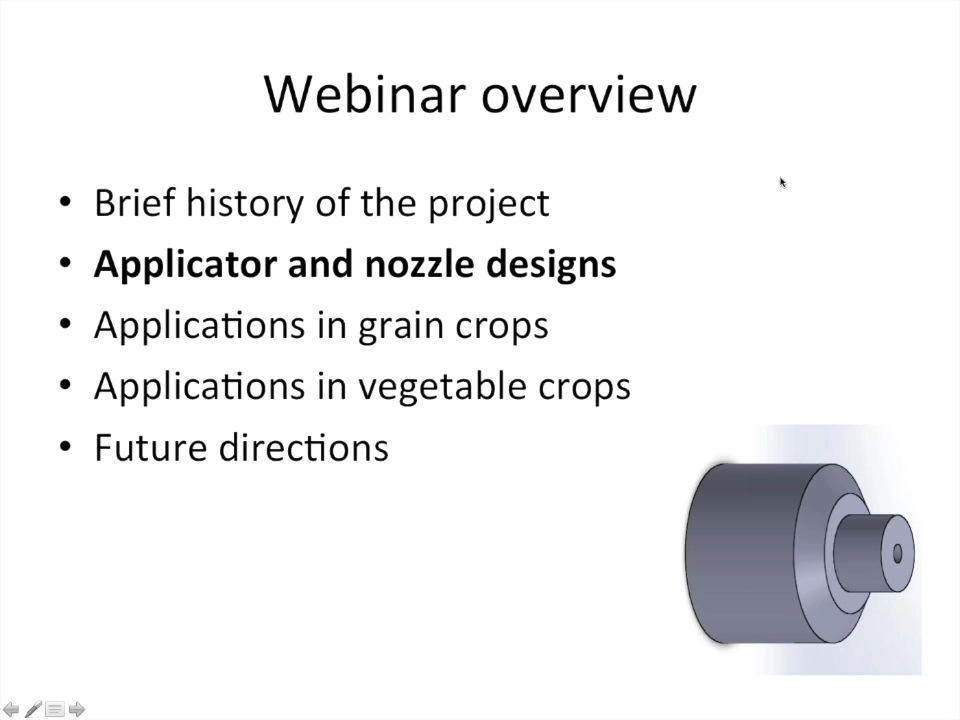 Webinar overview
• Brief history of the project
• Applicator and nozzle designs
• Applications in grain crops
• Applications in vegetable crops
• Future directions